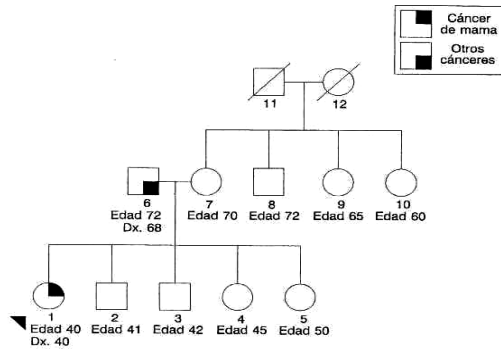 Cáncer
de mama
Otros
cánceres
11 12
6 7 8 9 10
Edad 72 Edad 70 Edad 72 Edad 65 Edad 60
Dx. 68
1 2 3 4 5
Edad 40 Edad 41 Edad 42 Edad 45 Edad 50
Dx. 40